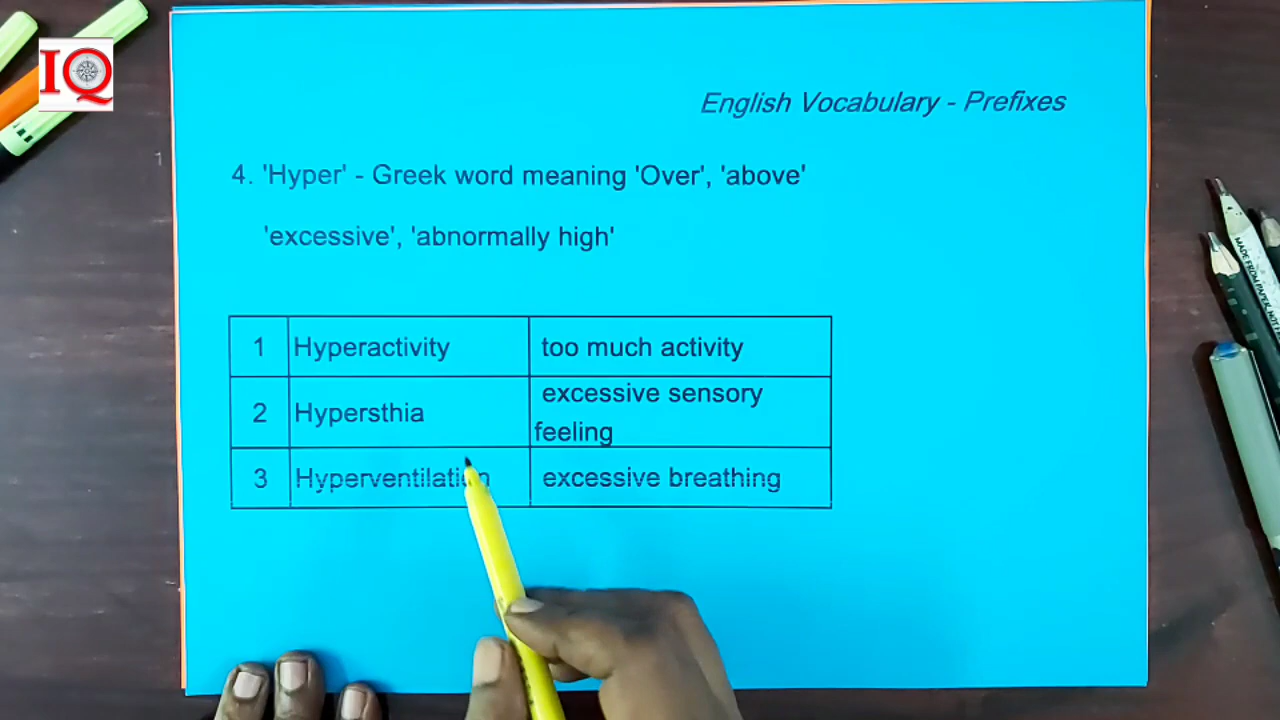 IQ
English Vocabulary - Prefixes
4. 'Hyper' - Greek word meaning 'Over', 'above'
'excessive', 'abnormally high'
1 Hyperactivity too much activity
2 Hypersthia excessive sensory
feeling
3 Hyperventilation excessive breathing